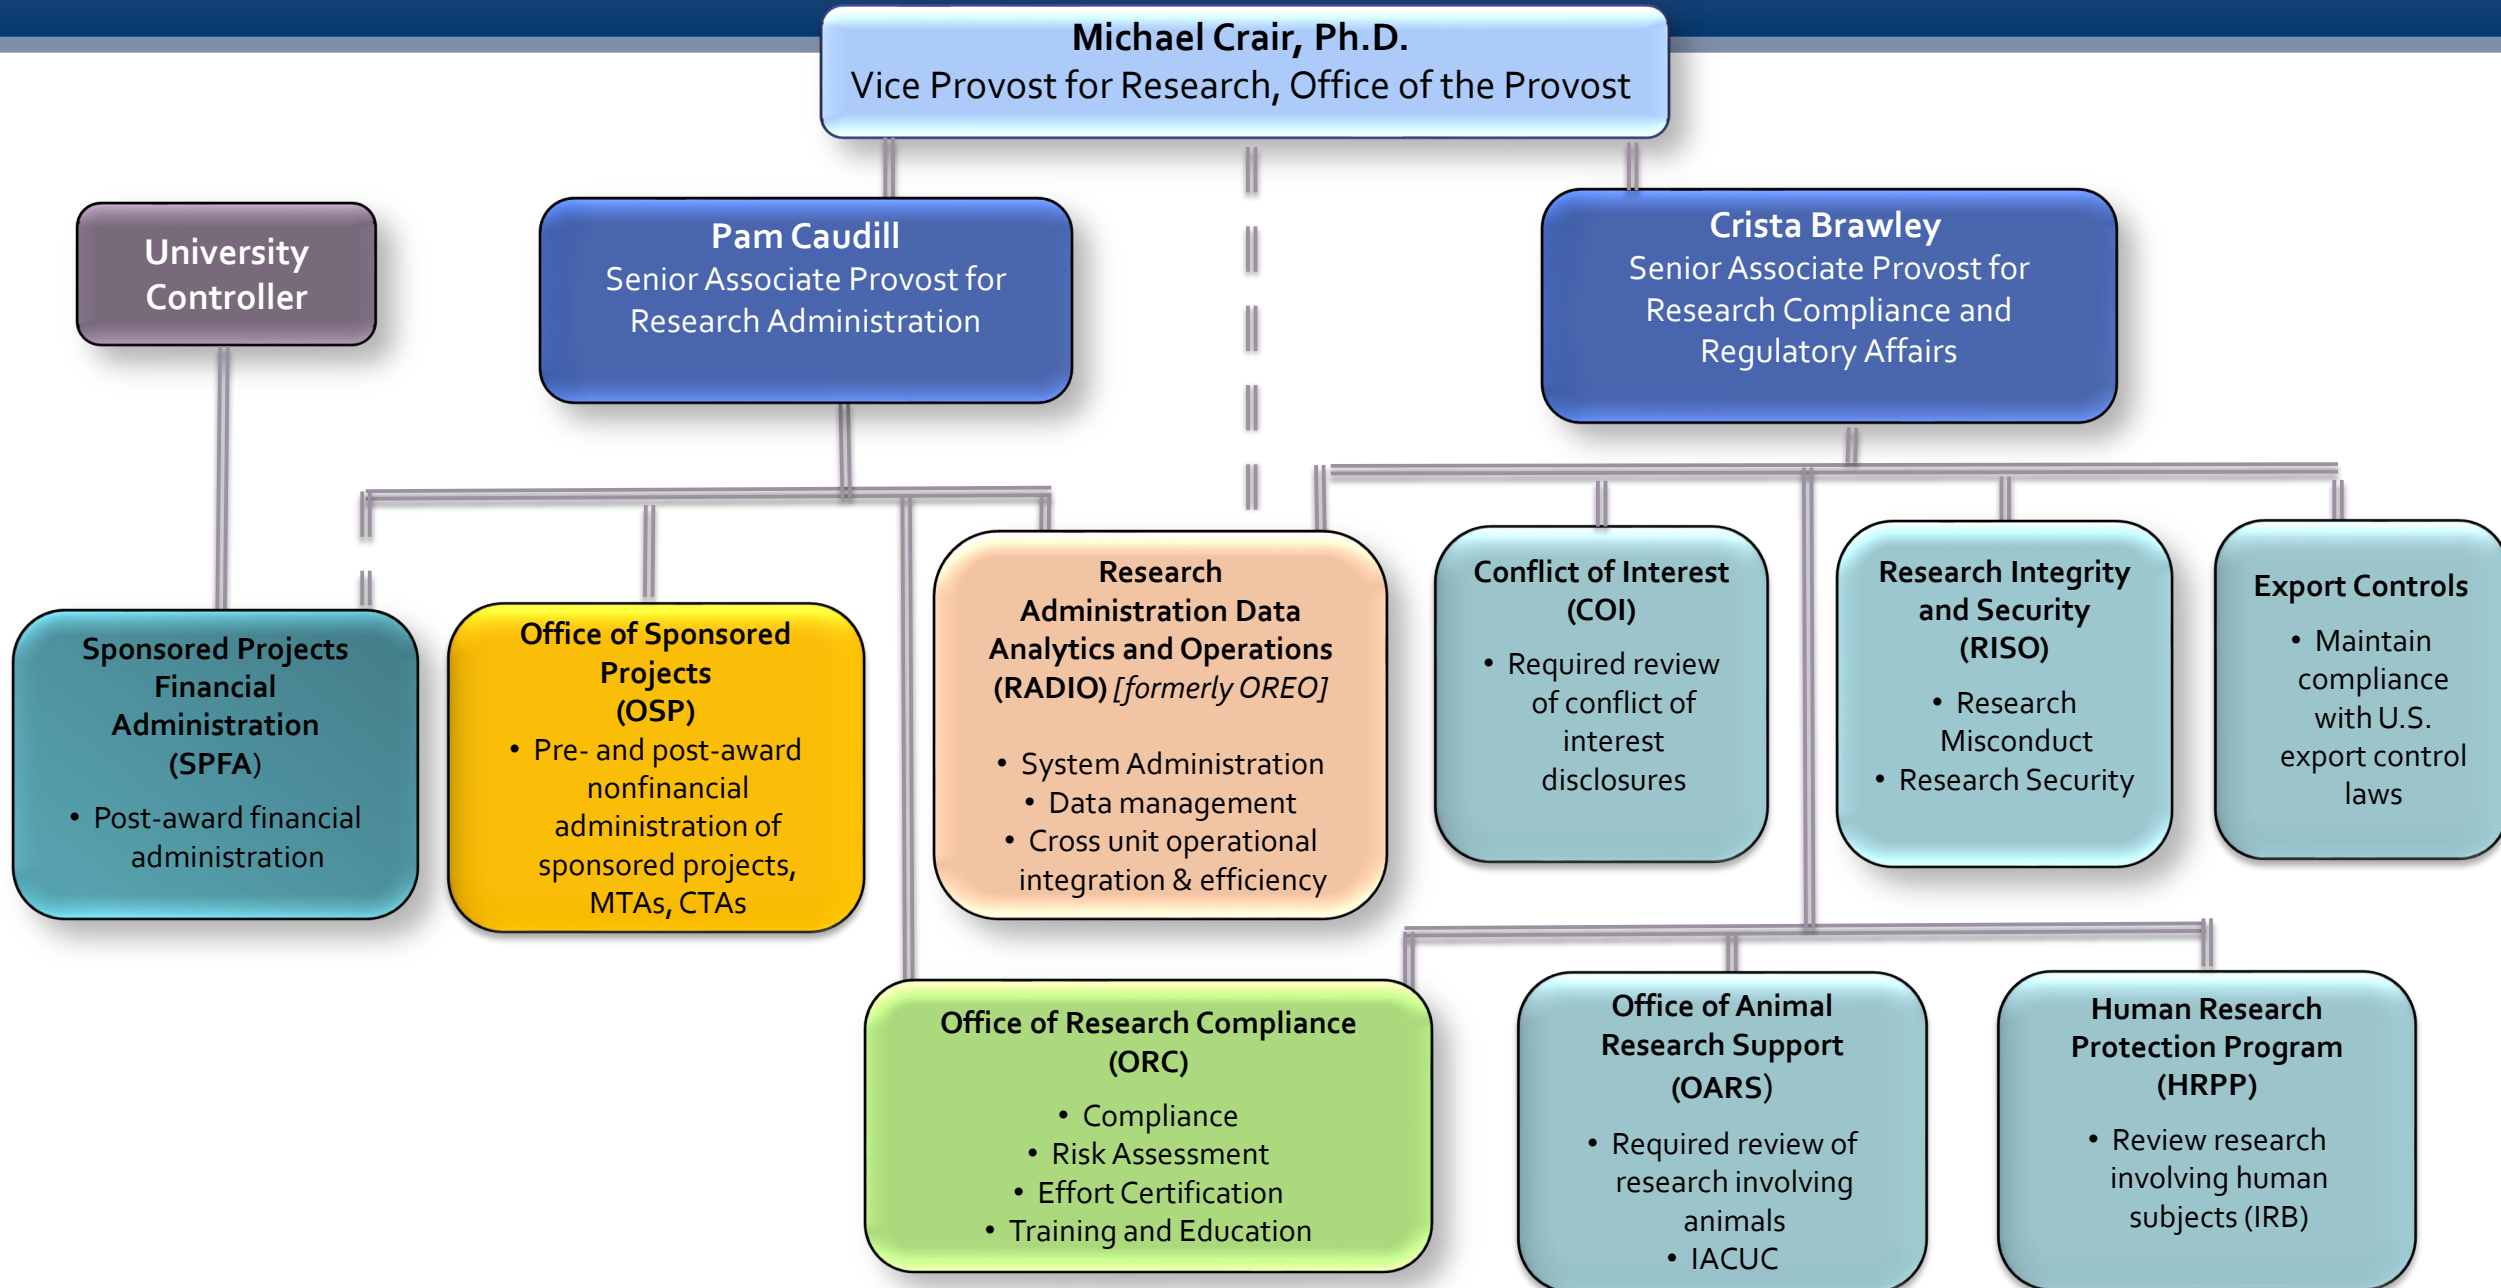 Michael Crair, Ph.D.
Vice Provost for Research, Office of the Provost
University
Controller
Pam Caudill
Senior Associate Provost for
Research Administration
Crista Brawley
Senior Associate Provost for
Research Compliance and
Regulatory Affairs
Sponsored Projects
Financial
Administration
(SPFA)
• Post-award financial
administration
Office of Sponsored
Projects
(OSP)
• Pre- and post-award
nonfinancial
administration of
sponsored projects,
MTAs, CTAs
Research
Administration Data
Analytics and Operations
(RADIO) [formerly OREO]
• System Administration
• Data management
• Cross unit operational
integration & efficiency
Conflict of Interest
(COI)
• Required review
of conflict of
interest
disclosures
Research Integrity
and Security
(RISO)
• Research
Misconduct
• Research Security
Export Controls
• Maintain
compliance
with U.S.
export control
laws
Office of Research Compliance
(ORC)
• Compliance
• Risk Assessment
• Effort Certification
• Training and Education
Office of Animal
Research Support
(OARS)
• Required review of
research involving
animals
• IACUC
Human Research
Protection Program
(HRPP)
• Review research
involving human
subjects (IRB)